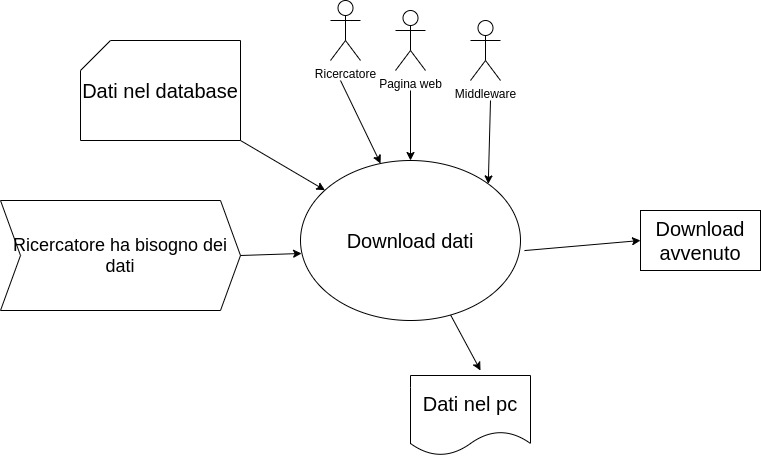 Ricercatore
Pagina web
Middleware
Dati nel database
Ricercatore ha bisogno dei
dati
Download dati
Download
avvenuto
Dati nel pc